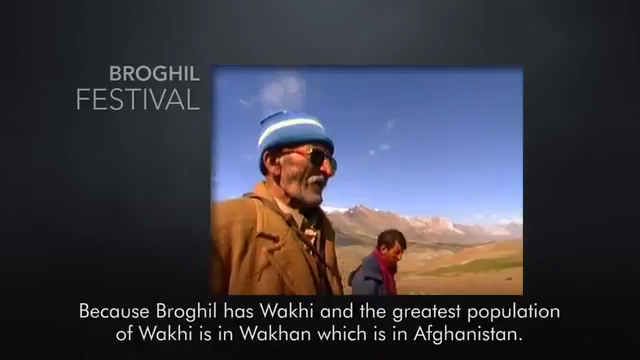 BROGHIL
FESTIVAL
Because Broghil has Wakhi and the greatest population
of Wakhi is in Wakhan which is in Afghanistan.